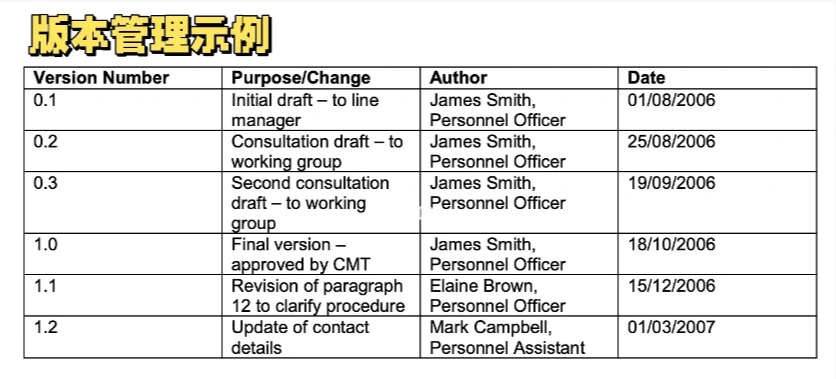 版本管理示例
Version Number Purpose/Change Author Date
0.1 Initial draft – to line manager James Smith, Personnel Officer 01/08/2006
0.2 Consultation draft – to working group James Smith, Personnel Officer 25/08/2006
0.3 Second consultation draft – to working group James Smith, Personnel Officer 19/09/2006
1.0 Final version – approved by CMT James Smith, Personnel Officer 18/10/2006
1.1 Revision of paragraph 12 to clarify procedure Elaine Brown, Personnel Officer 15/12/2006
1.2 Update of contact details Mark Campbell, Personnel Assistant 01/03/2007